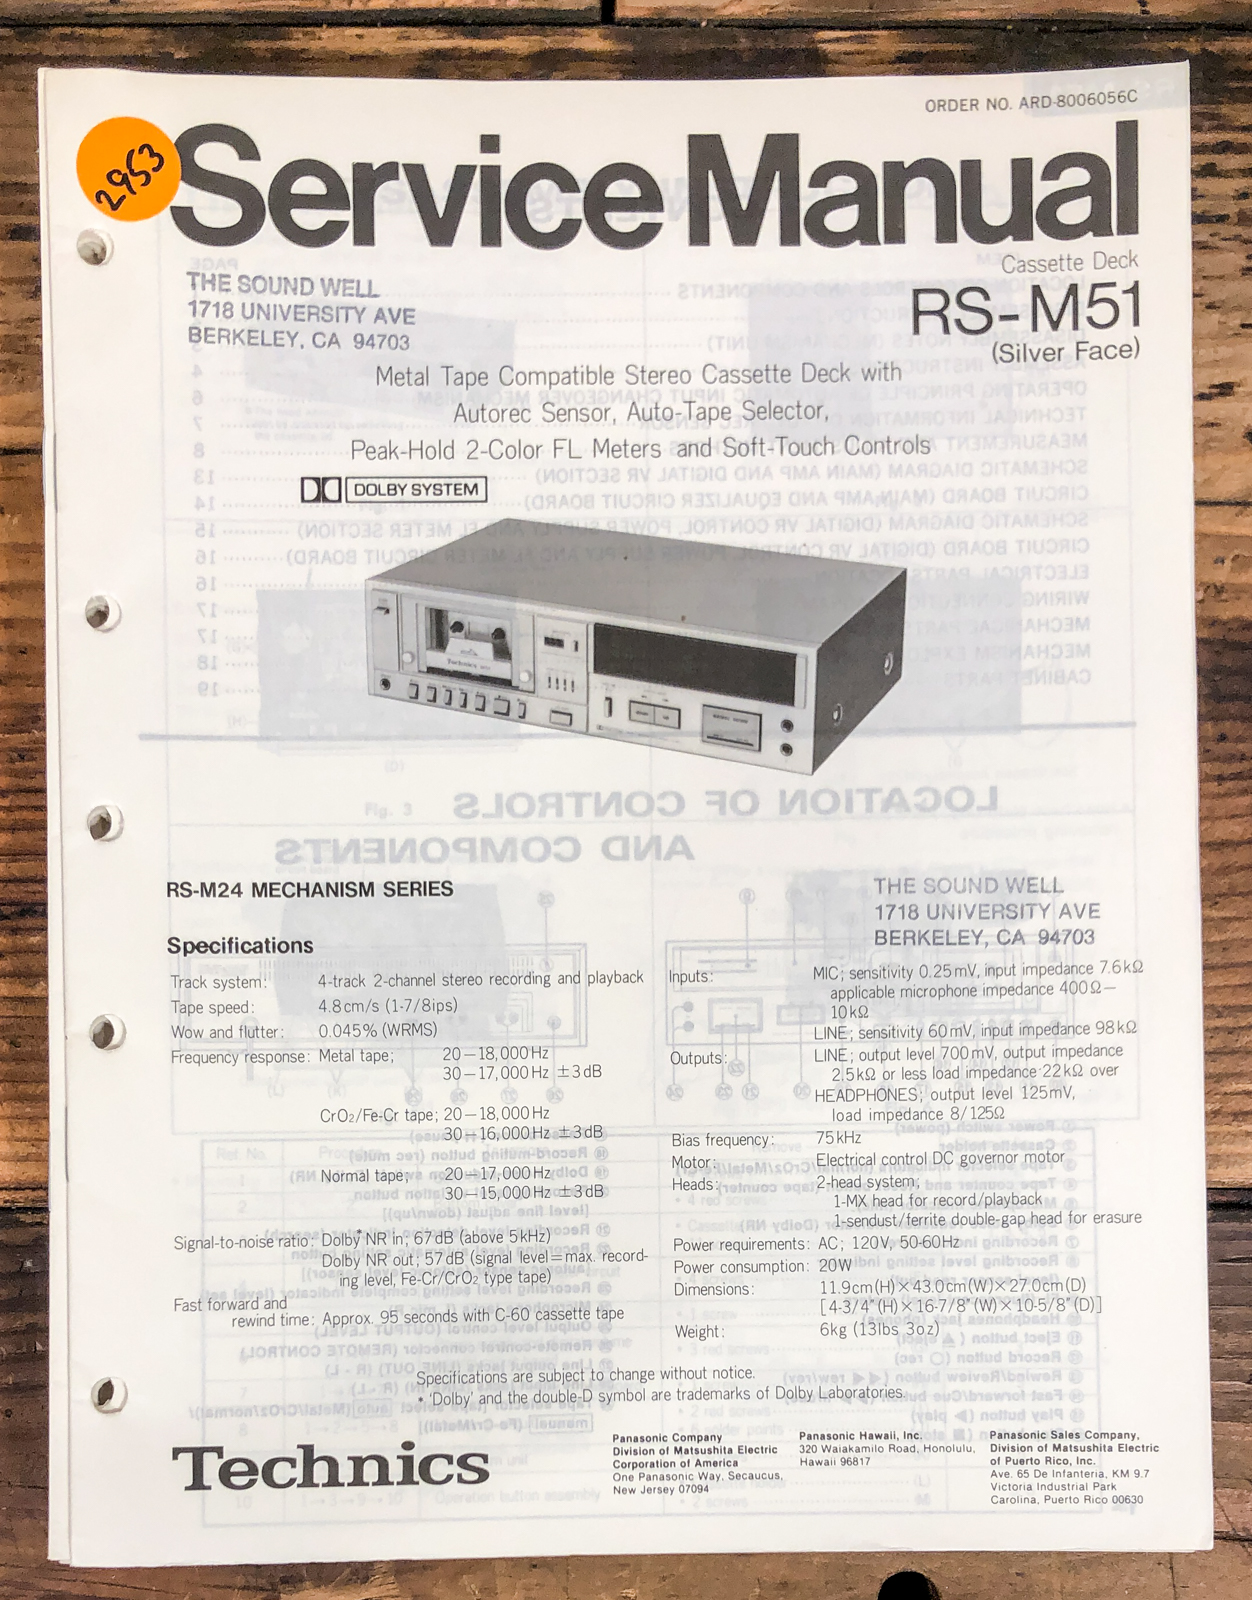 ORDER NO. ARD-8006056C
2953
Service Manual
Cassette Deck
RS-M51
(Silver Face)
THE SOUND WELL
1718 UNIVERSITY AVE
BERKELEY, CA 94703
Metal Tape Compatible Stereo Cassette Deck with
Autorec Sensor, Auto-Tape Selector,
Peak-Hold 2-Color FL Meters and Soft-Touch Controls
DOLBY SYSTEM
Technics
RS-M24 MECHANISM SERIES
THE SOUND WELL
1718 UNIVERSITY AVE
BERKELEY, CA 94703
Specifications
Track system: 4-track 2-channel stereo recording and playback
Tape speed: 4.8cm/s (1-7/8ips)
Wow and flutter: 0.045% (WRMS)
Frequency response: Metal tape; 20–18,000Hz
30–17,000Hz ±3dB
CrO₂/Fe-Cr tape; 20–18,000Hz
30–16,000Hz ±3dB
Normal tape; 20–17,000Hz
30–15,000Hz ±3dB
Signal-to-noise ratio: Dolby* NR in; 67dB (above 5kHz)
Dolby NR out; 57dB (signal level=max. record-
ing level, Fe-Cr/CrO₂ type tape)
Fast forward and
rewind time: Approx. 95 seconds with C-60 cassette tape
Inputs: MIC; sensitivity 0.25mV, input impedance 7.6kΩ
applicable microphone impedance 400Ω–
10kΩ
LINE; sensitivity 60mV, input impedance 98kΩ
Outputs: LINE; output level 700mV, output impedance
2.5kΩ or less load impedance 22kΩ over
HEADPHONES; output level 125mV,
load impedance 8/125Ω
Bias frequency: 75kHz
Motor: Electrical control DC governor motor
Heads: 2-head system;
1-MX head for record/playback
1-sendust/ferrite double-gap head for erasure
Power requirements: AC; 120V, 50-60Hz
Power consumption: 20W
Dimensions: 11.9cm(H)×43.0cm(W)×27.0cm(D)
[4-3/4"(H)×16-7/8"(W)×10-5/8"(D)]
Weight: 6kg (13lbs 3oz)
Specifications are subject to change without notice.
* 'Dolby' and the double-D symbol are trademarks of Dolby Laboratories.
Technics
Panasonic Company
Division of Matsushita Electric
Corporation of America
One Panasonic Way, Secaucus,
New Jersey 07094
Panasonic Hawaii, Inc.
320 Waiakamilo Road, Honolulu,
Hawaii 96817
Panasonic Sales Company,
Division of Matsushita Electric
of Puerto Rico, Inc.
Ave. 65 De Infanteria, KM 9.7
Victoria Industrial Park
Carolina, Puerto Rico 00630